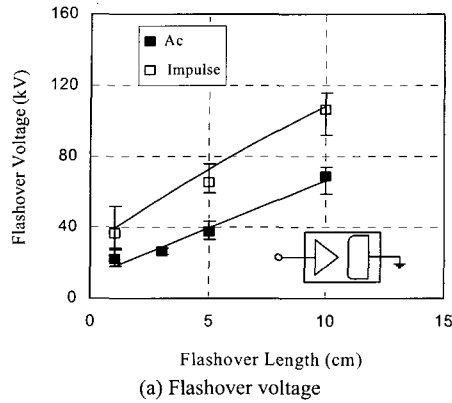 160
120
80
40
0
Flashover Voltage (kV)
Ac
Impulse
0
5
10
15
Flashover Length (cm)
(a) Flashover voltage